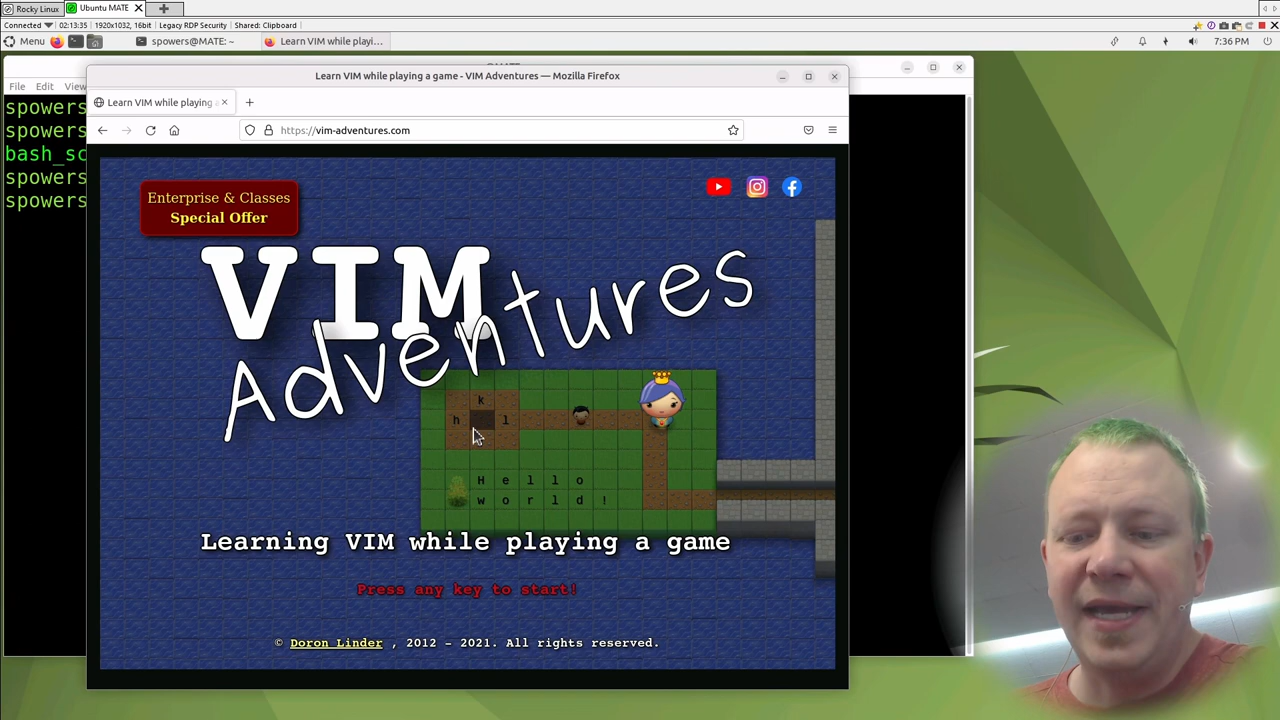 Rocky Linux
Ubuntu MATE
Connected
02:13:35
1920x1032, 16bit
Legacy RDP Security
Shared: Clipboard
Menu
spowers@MATE: ~
Learn VIM while playi…
7:36 PM
File Edit View
Learn VIM while playing a game - VIM Adventures — Mozilla Firefox
Learn VIM while playing
https://vim-adventures.com
spowers
spowers
bash_sc
spowers
spowers
Enterprise & Classes
Special Offer
VIM
Adventures
k
h l
Hello
world!
Learning VIM while playing a game
Press any key to start!
© Doron Linder , 2012 - 2021. All rights reserved.